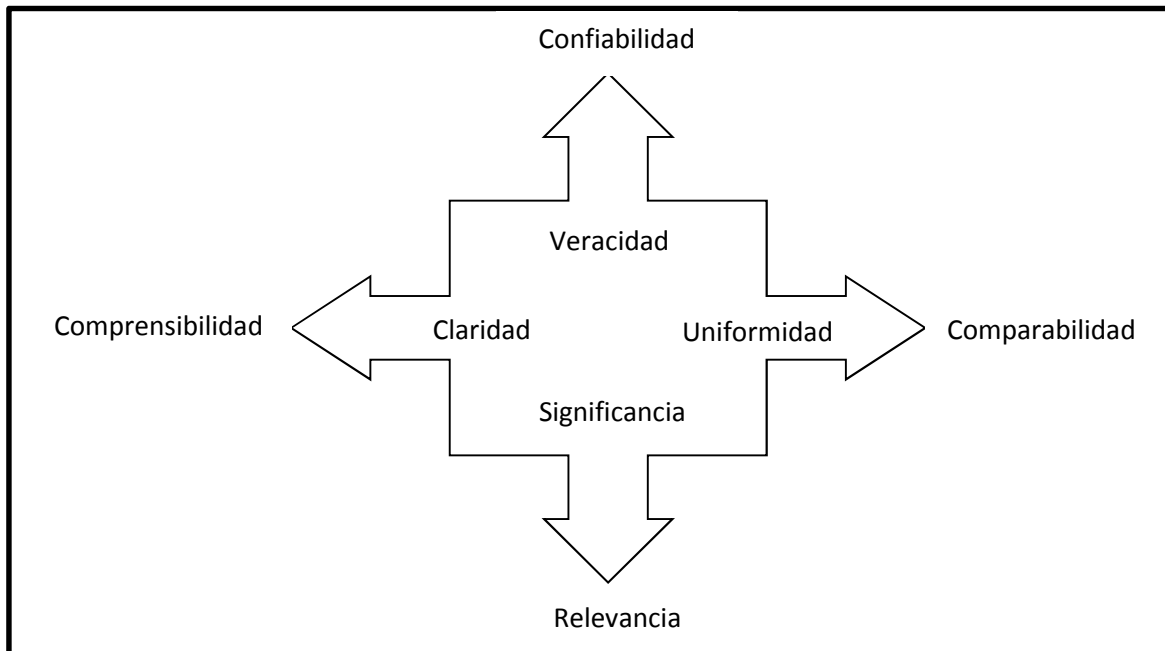 Confiabilidad
Veracidad
Comprensibilidad
Claridad
Uniformidad
Comparabilidad
Significancia
Relevancia